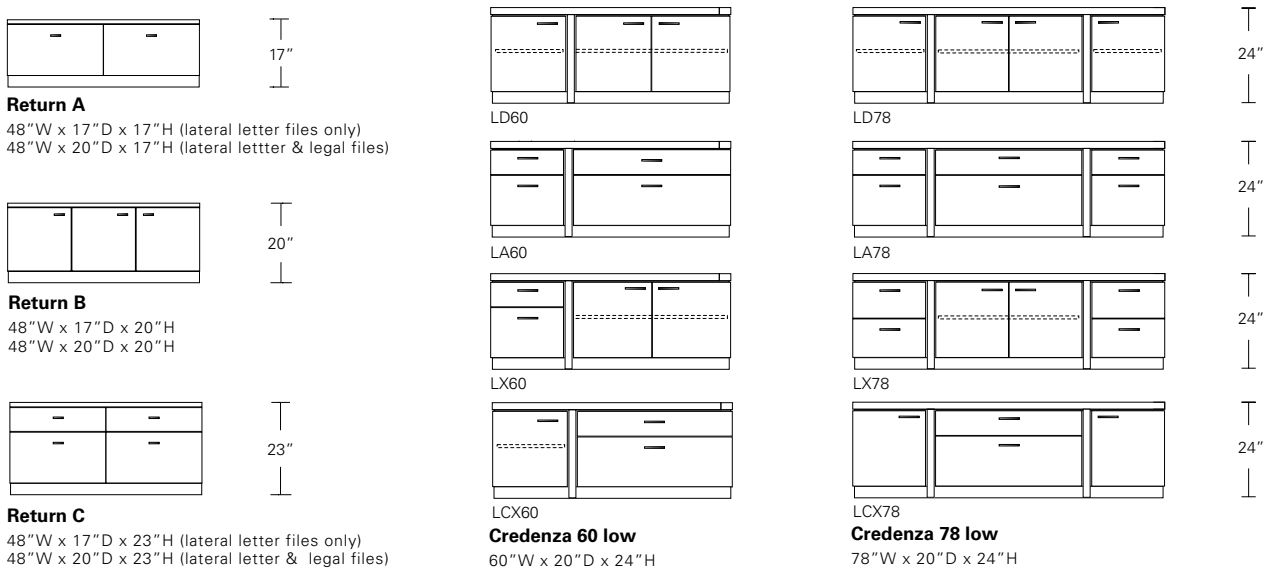 17”
Return A
48”W x 17”D x 17”H (lateral letter files only)
48”W x 20”D x 17”H (lateral lettter & legal files)
20”
Return B
48”W x 17”D x 20”H
48”W x 20”D x 20”H
23”
Return C
48”W x 17”D x 23”H (lateral letter files only)
48”W x 20”D x 23”H (lateral letter & legal files)
LD60
LA60
LX60
LCX60
Credenza 60 low
60”W x 20”D x 24”H
24”
LD78
24”
LA78
24”
LX78
24”
LCX78
Credenza 78 low
78”W x 20”D x 24”H